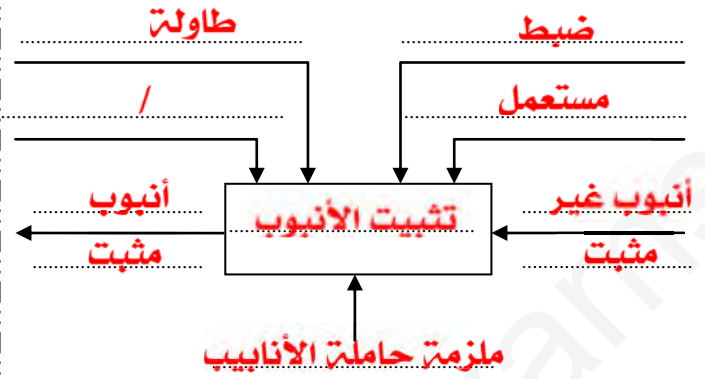 ضبط
طاولة
مستعمل
/
أنبوب غير
مثبت
تثبيت الأنبوب
أنبوب
مثبت
ملزمة حاملة الأنابيب